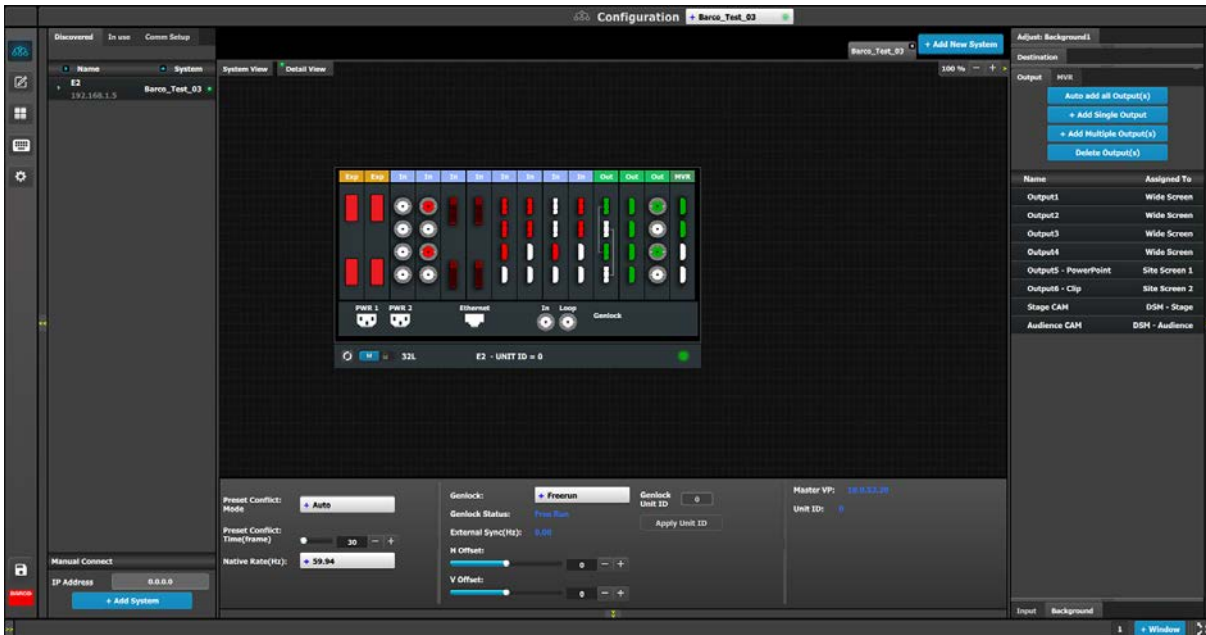 Configuration + Barco_Test_03
Discovered In use Comm Setup
Name System
E2
192.168.1.5
Barco_Test_03
System View Detail View
Barco_Test_03
+ Add New System
100 % − +
Exp Exp In In In In In In In In Out Out Out MVR
PWR 1 PWR 2 Ethernet In Loop Genlock
M 32L E2 - UNIT ID = 0
Preset Conflict:
Mode
+ Auto
Preset Conflict:
Time(frame)
30 − +
Native Rate(Hz): + 59.94
Genlock: + Freerun
Genlock Status: Free Run
External Sync(Hz): 0.00
H Offset:
0 − +
V Offset:
0 − +
Genlock
Unit ID
0
Apply Unit ID
Master VP:
Unit ID: 0
Manual Connect
IP Address 0.0.0.0
+ Add System
BARCO
Adjust: Background1
Destination
Output MVR
Auto add all Output(s)
+ Add Single Output
+ Add Multiple Output(s)
Delete Output(s)
Name Assigned To
Output1 Wide Screen
Output2 Wide Screen
Output3 Wide Screen
Output4 Wide Screen
Output5 - PowerPoint Site Screen 1
Output6 - Clip Site Screen 2
Stage CAM DSM - Stage
Audience CAM DSM - Audience
Input Background
1 + Window